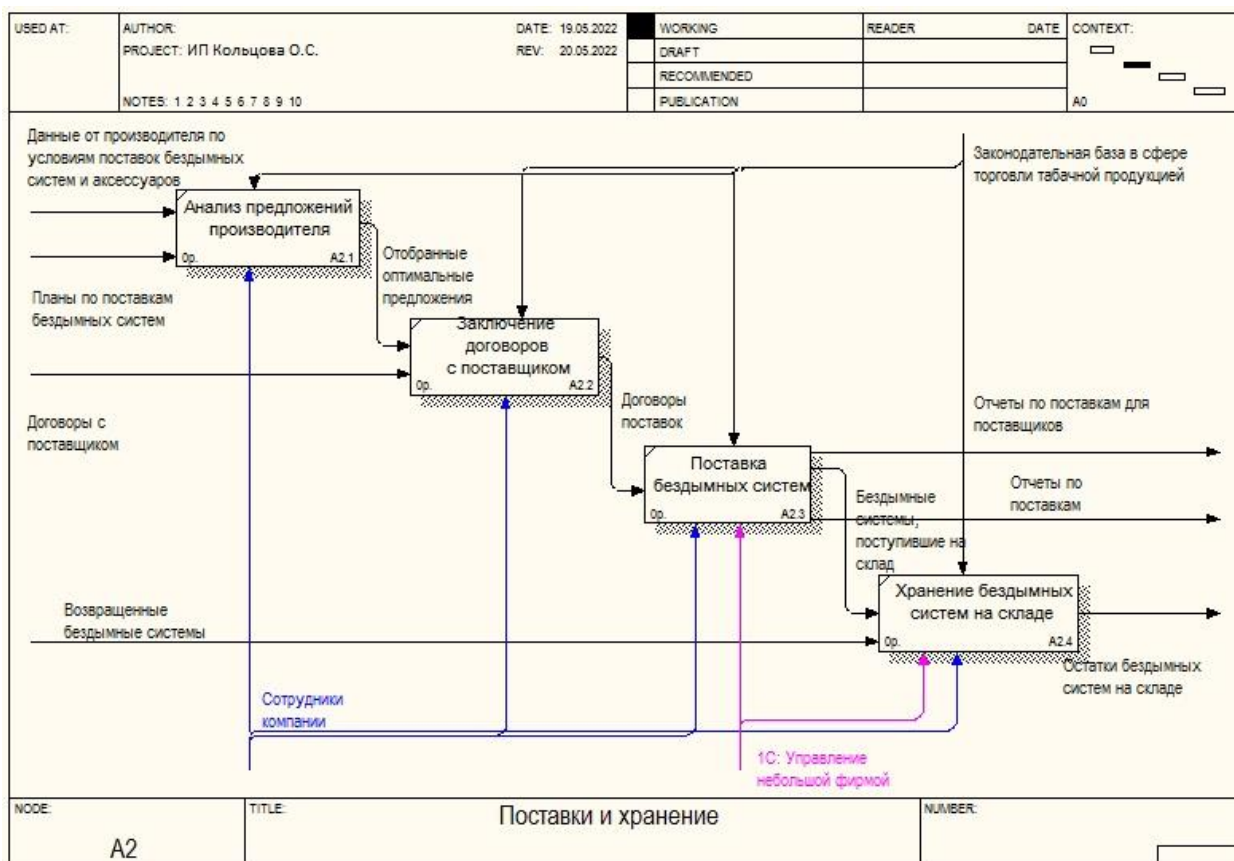 USED AT:
AUTHOR:
DATE: 19.05.2022
PROJECT: ИП Кольцова О.С.
REV: 20.05.2022
NOTES: 1 2 3 4 5 6 7 8 9 10
WORKING
DRAFT
RECOMMENDED
PUBLICATION
READER
DATE
CONTEXT:
A0
Данные от производителя по
условиям поставок бездымных
систем и аксессуаров
Законодательная база в сфере
торговли табачной продукцией
Анализ предложений
производителя
0р.
A2.1
Отобранные
оптимальные
предложения
Планы по поставкам
бездымных систем
Заключение
договоров
с поставщиком
0р.
A2.2
Договоры
поставок
Договоры с
поставщиком
Отчеты по поставкам для
поставщиков
Поставка
бездымных систем
0р.
A2.3
Отчеты по
поставкам
Бездымные
системы,
поступившие на
склад
Хранение бездымных
систем на складе
0р.
A2.4
Возвращенные
бездымные системы
Остатки бездымных
систем на складе
Сотрудники
компании
1С: Управление
небольшой фирмой
NODE:
A2
TITLE:
Поставки и хранение
NUMBER: